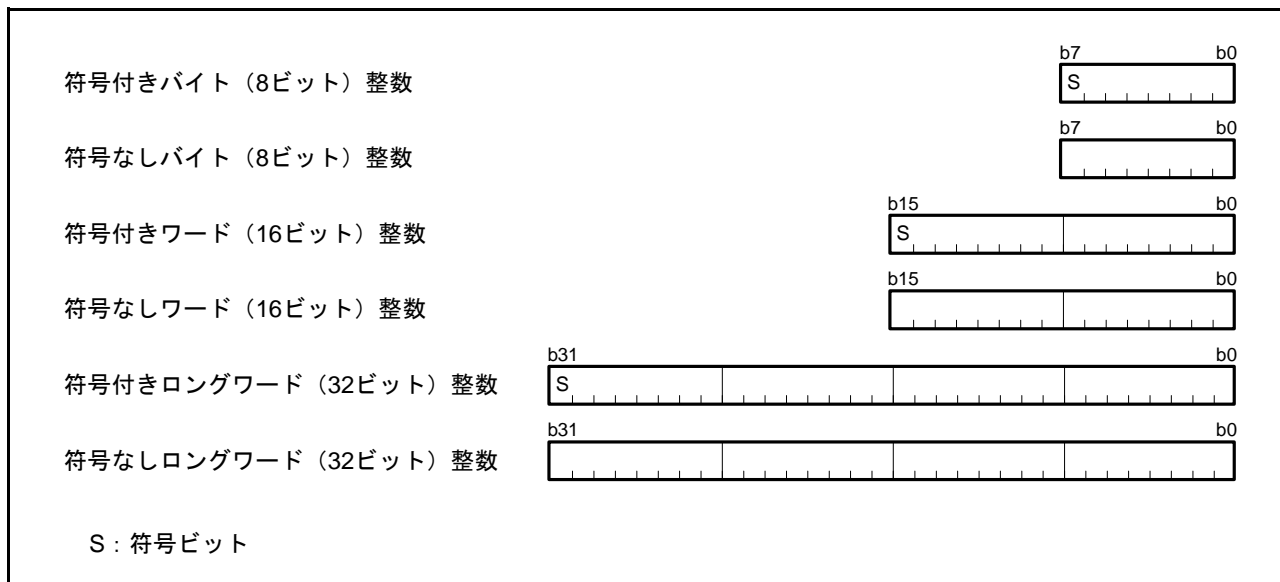 b7 b0
符号付きバイト（8ビット）整数 S
b7 b0
符号なしバイト（8ビット）整数
b15 b0
符号付きワード（16ビット）整数 S
b15 b0
符号なしワード（16ビット）整数
b31 b0
符号付きロングワード（32ビット）整数 S
b31 b0
符号なしロングワード（32ビット）整数
S：符号ビット